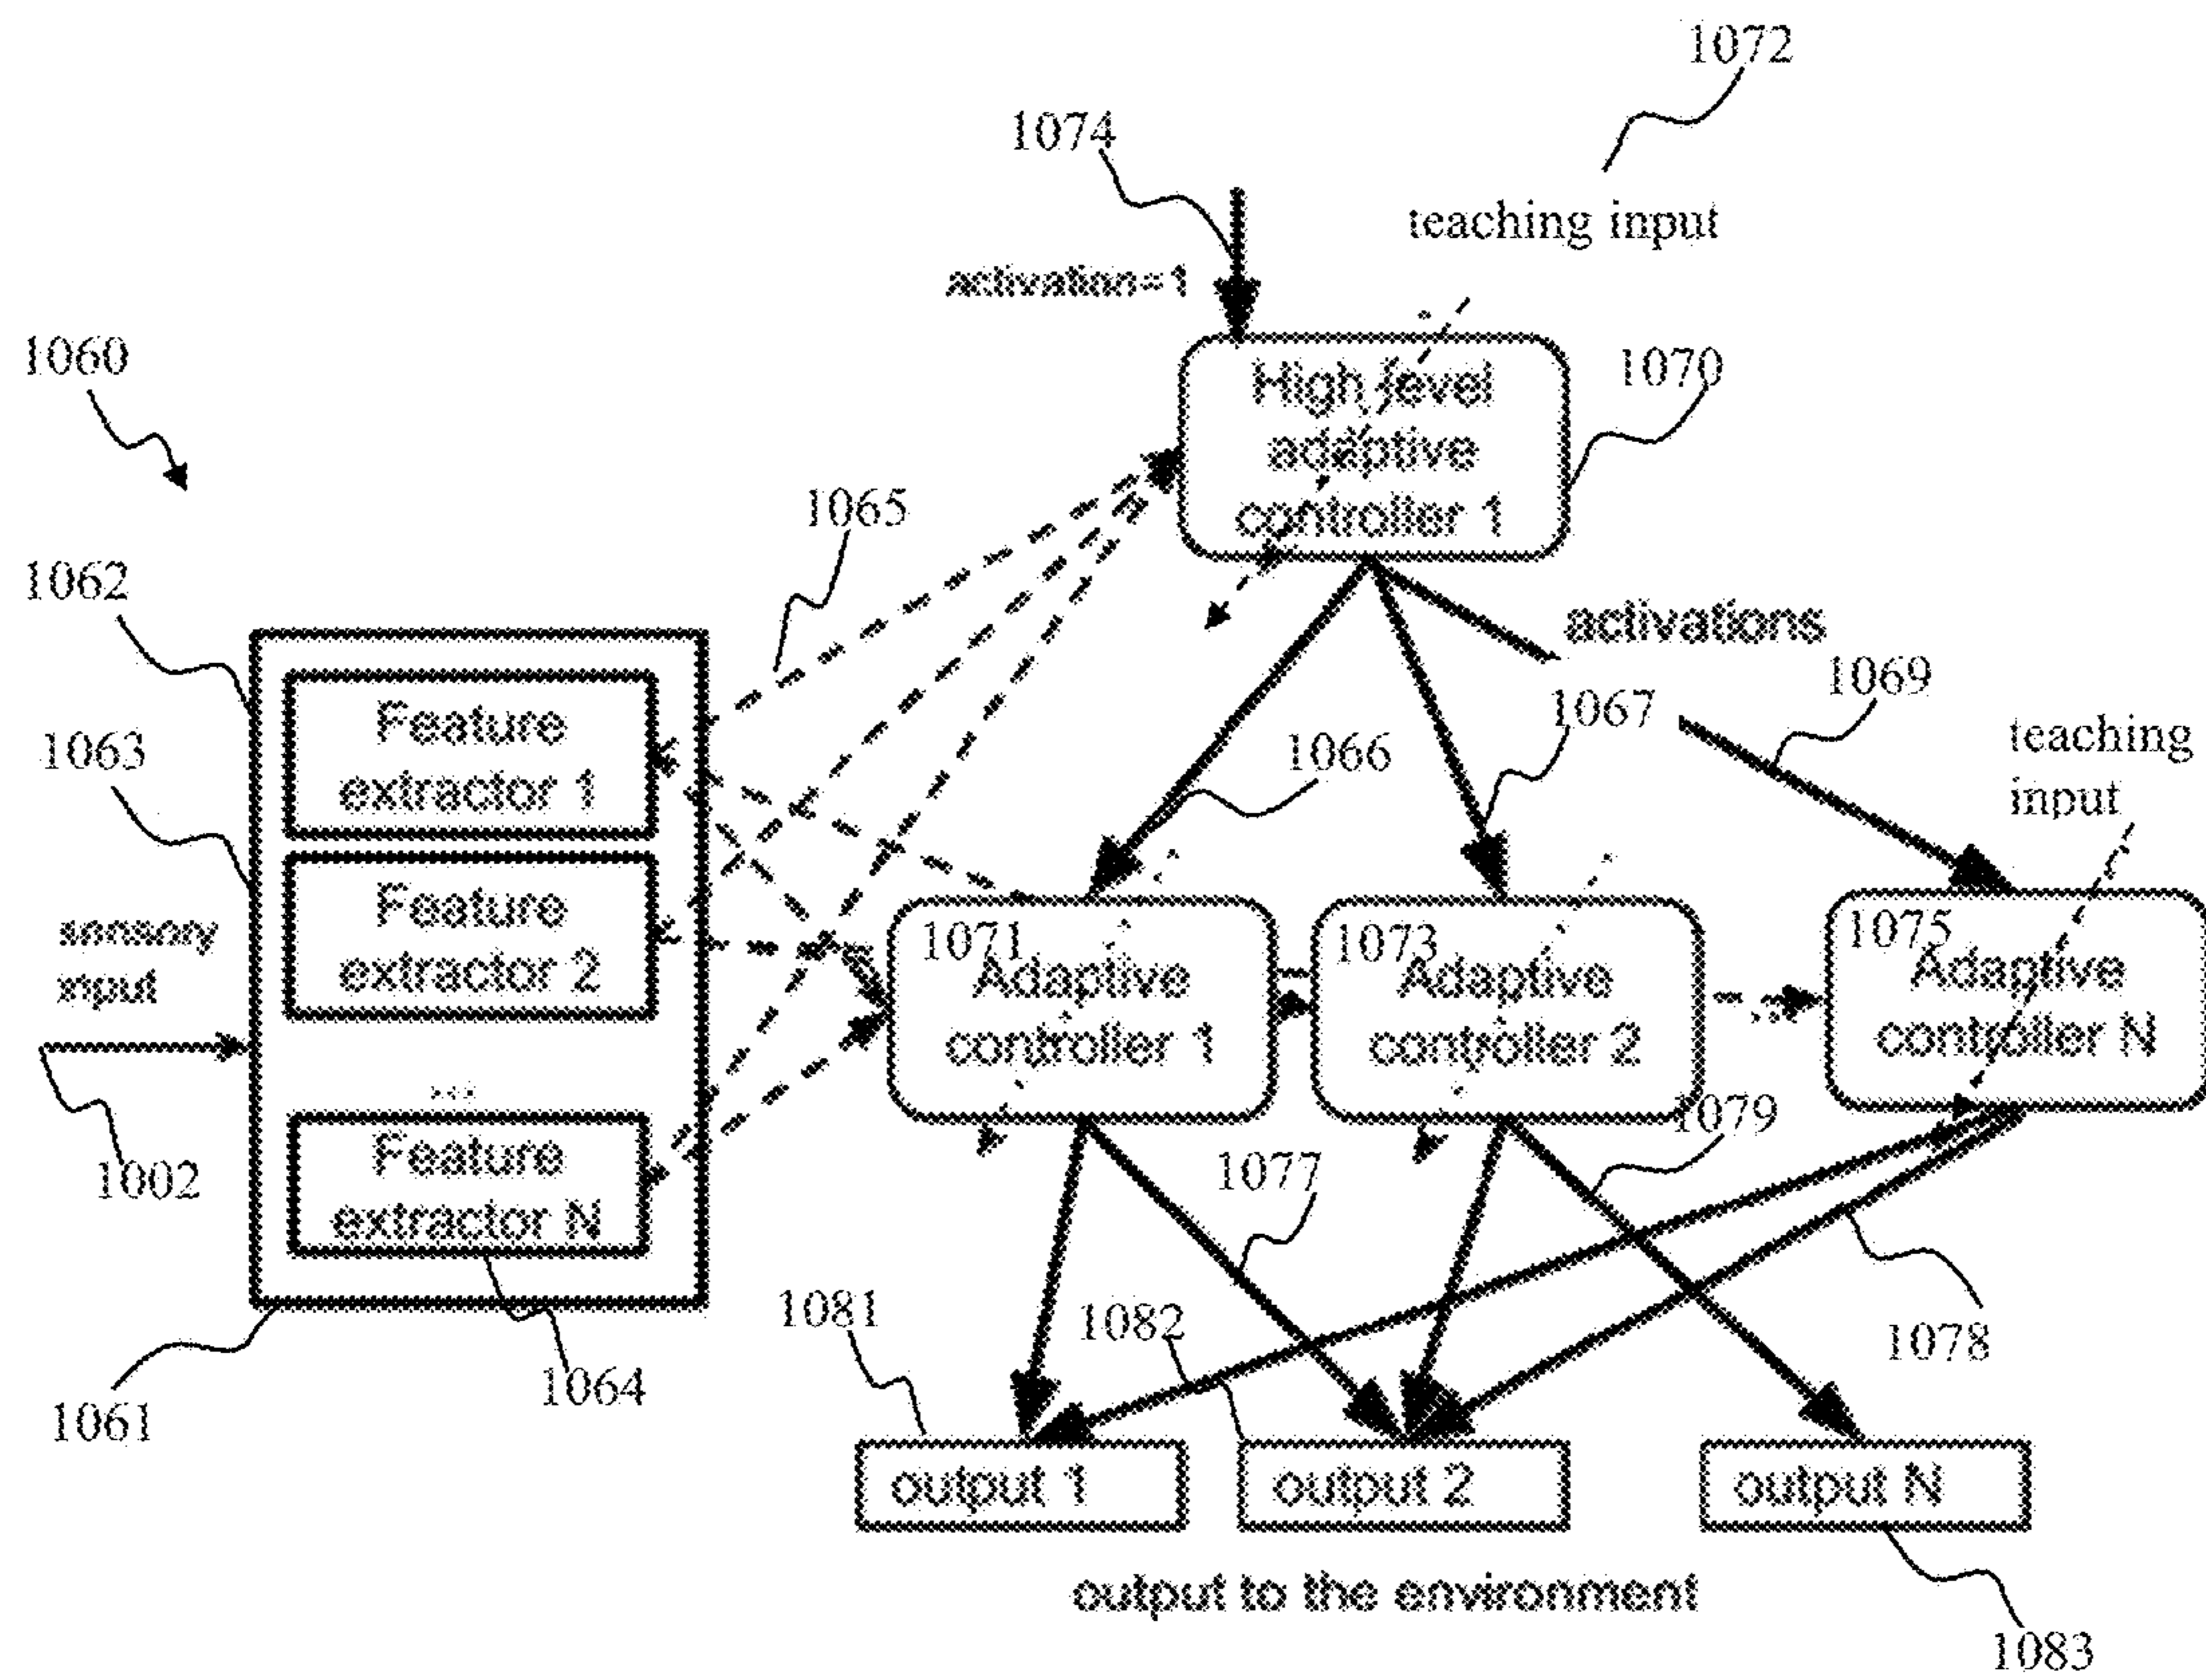 1072
1074
teaching input
activation=1
1060
High level
adaptive
controller 1
1070
1065
1062
activations
1069
1067
Feature
extractor 1
1063
1066
teaching
input
Feature
extractor 2
sensory
input
1071
Adaptive
controller 1
1073
Adaptive
controller 2
1075
Adaptive
controller N
...
Feature
extractor N
1002
1079
1077
1081
1082
1078
1064
1061
output 1
output 2
output N
output to the environment
1083